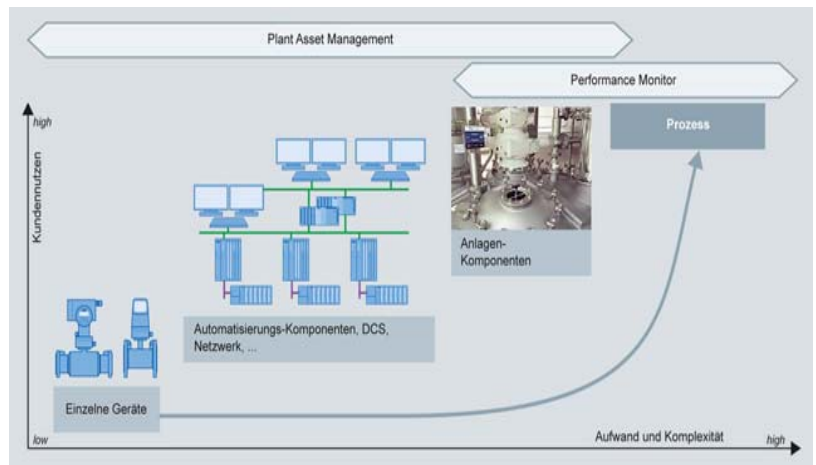 Plant Asset Management
Performance Monitor
high
Prozess
Kundennutzen
Anlagen-
Komponenten
Automatisierungs-Komponenten, DCS,
Netzwerk, ...
Einzelne Geräte
low
Aufwand und Komplexität
high